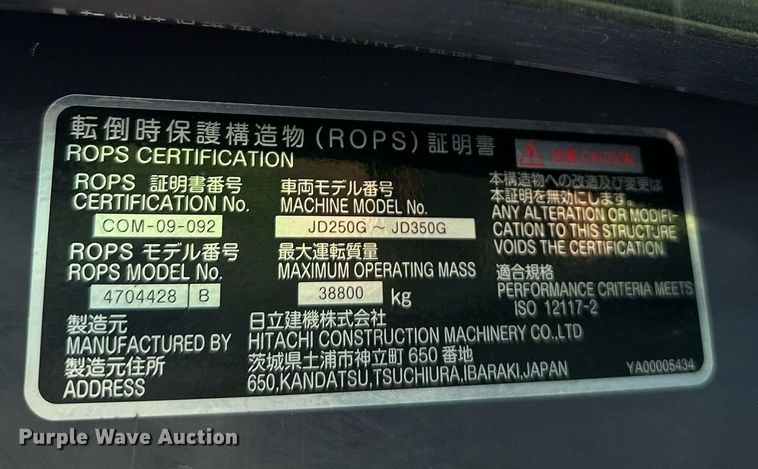 転倒時保護構造物 (ROPS) 証明書
ROPS CERTIFICATION
注意 CAUTION
ROPS 証明書番号
CERTIFICATION No.
COM-09-092
車両モデル番号
MACHINE MODEL No.
JD250G ~ JD350G
本構造物への改造及び変更は
本証明を無効にします。
ANY ALTERATION OR MODIFI-
CATION TO THIS STRUCTURE
VOIDS THE CERTIFICATION
ROPS モデル番号
ROPS MODEL No.
4704428 B
最大運転質量
MAXIMUM OPERATING MASS
38800 kg
適合規格
PERFORMANCE CRITERIA MEETS
ISO 12117-2
製造元
MANUFACTURED BY
日立建機株式会社
HITACHI CONSTRUCTION MACHINERY CO.,LTD
製造元住所
ADDRESS
茨城県土浦市神立町 650 番地
650,KANDATSU,TSUCHIURA,IBARAKI,JAPAN
YA00005434
Purple Wave Auction